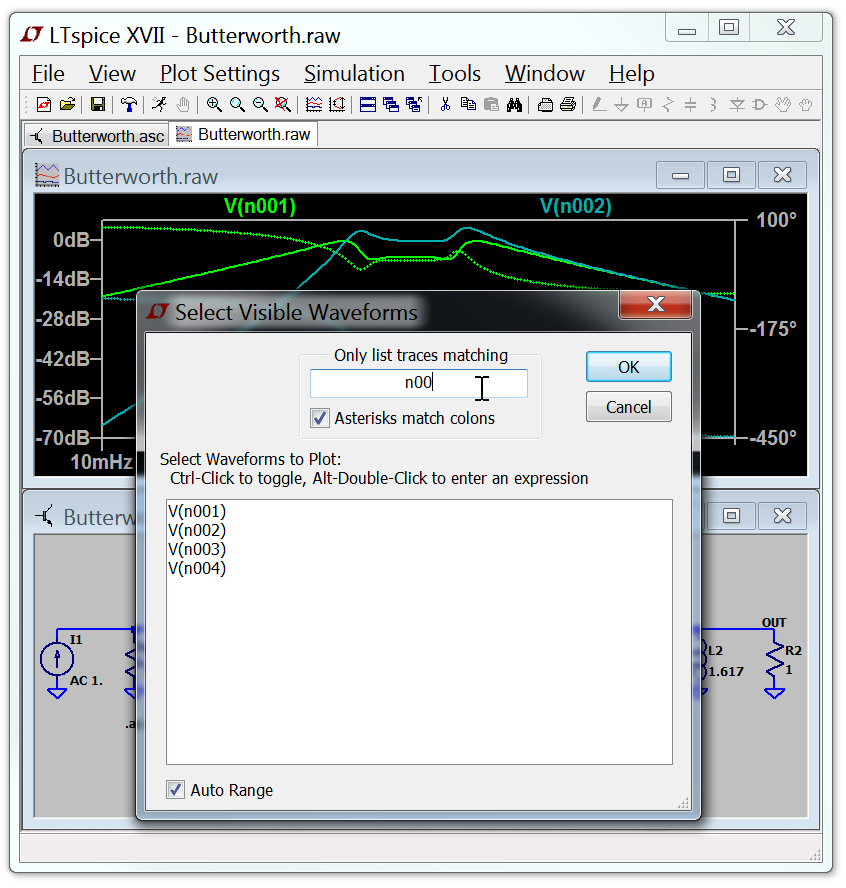 LTspice XVII - Butterworth.raw
File View Plot Settings Simulation Tools Window Help
Butterworth.asc Butterworth.raw
Butterworth.raw
V(n001) V(n002)
0dB 100°
-14dB
-28dB -175°
-42dB
-56dB
-70dB -450°
10mHz
Select Visible Waveforms
Only list traces matching
n00
OK
Asterisks match colons
Cancel
Select Waveforms to Plot:
Ctrl-Click to toggle, Alt-Double-Click to enter an expression
V(n001)
V(n002)
V(n003)
V(n004)
Auto Range
Butterw
I1
AC 1.
.a
OUT
L2
1.617
R2
1